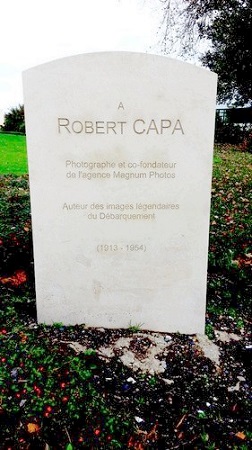 A
ROBERT CAPA
Photographe et co-fondateur
de l'agence Magnum Photos
Auteur des images légendaires
du Débarquement
(1913 - 1954)